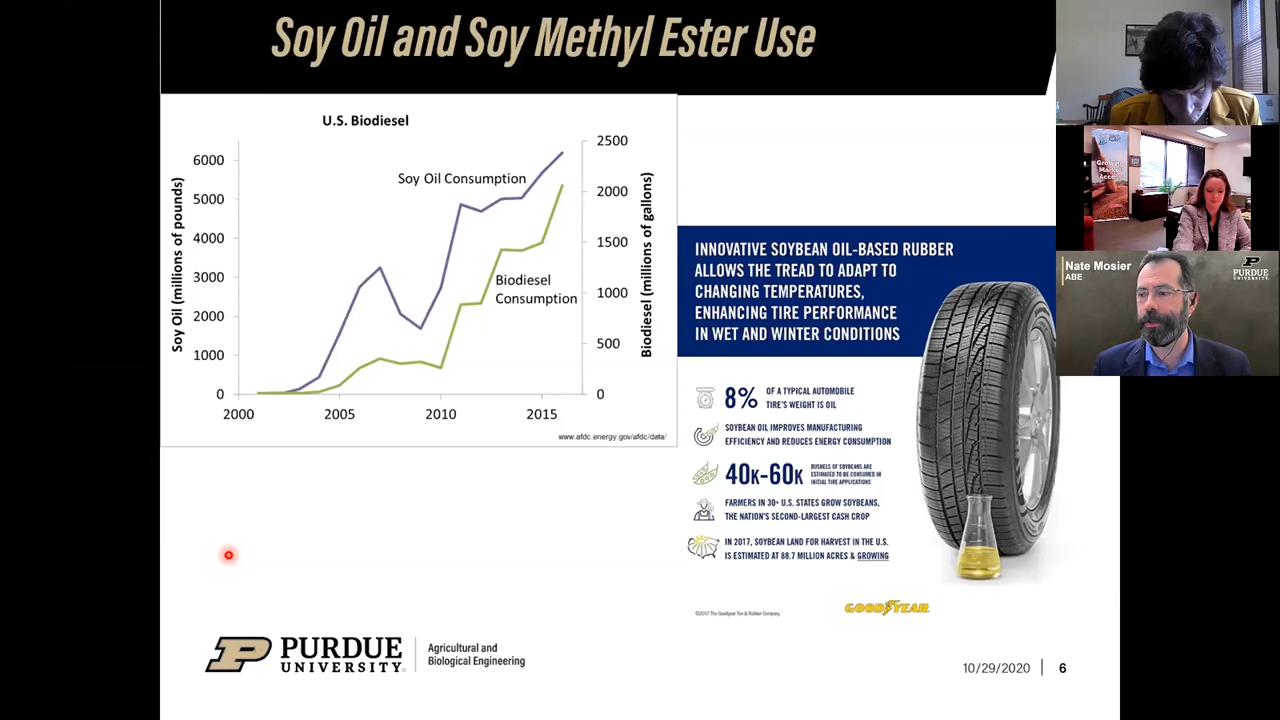 Soy Oil and Soy Methyl Ester Use
U.S. Biodiesel
Soy Oil (millions of pounds)
6000
5000
4000
3000
2000
1000
0
2000
2005
2010
2015
2500
2000
1500
1000
500
0
Biodiesel (millions of gallons)
Soy Oil Consumption
Biodiesel
Consumption
www.afdc.energy.gov/afdc/data/
INNOVATIVE SOYBEAN OIL-BASED RUBBER
ALLOWS THE TREAD TO ADAPT TO
CHANGING TEMPERATURES,
ENHANCING TIRE PERFORMANCE
IN WET AND WINTER CONDITIONS
8% OF A TYPICAL AUTOMOBILE
TIRE'S WEIGHT IS OIL
SOYBEAN OIL IMPROVES MANUFACTURING
EFFICIENCY AND REDUCES ENERGY CONSUMPTION
40K-60K BUSHELS OF SOYBEANS ARE
ESTIMATED TO BE CONSUMED IN
INITIAL TIRE APPLICATIONS
FARMERS IN 30+ U.S. STATES GROW SOYBEANS,
THE NATION'S SECOND-LARGEST CASH CROP
IN 2017, SOYBEAN LAND FOR HARVEST IN THE U.S.
IS ESTIMATED AT 88.7 MILLION ACRES & GROWING
©2017 The Goodyear Tire & Rubber Company.
GOODYEAR
PURDUE
UNIVERSITY
Agricultural and
Biological Engineering
10/29/2020 6
Market
Access
Nate Mosier
ABE
PURDUE
UNIVERSITY